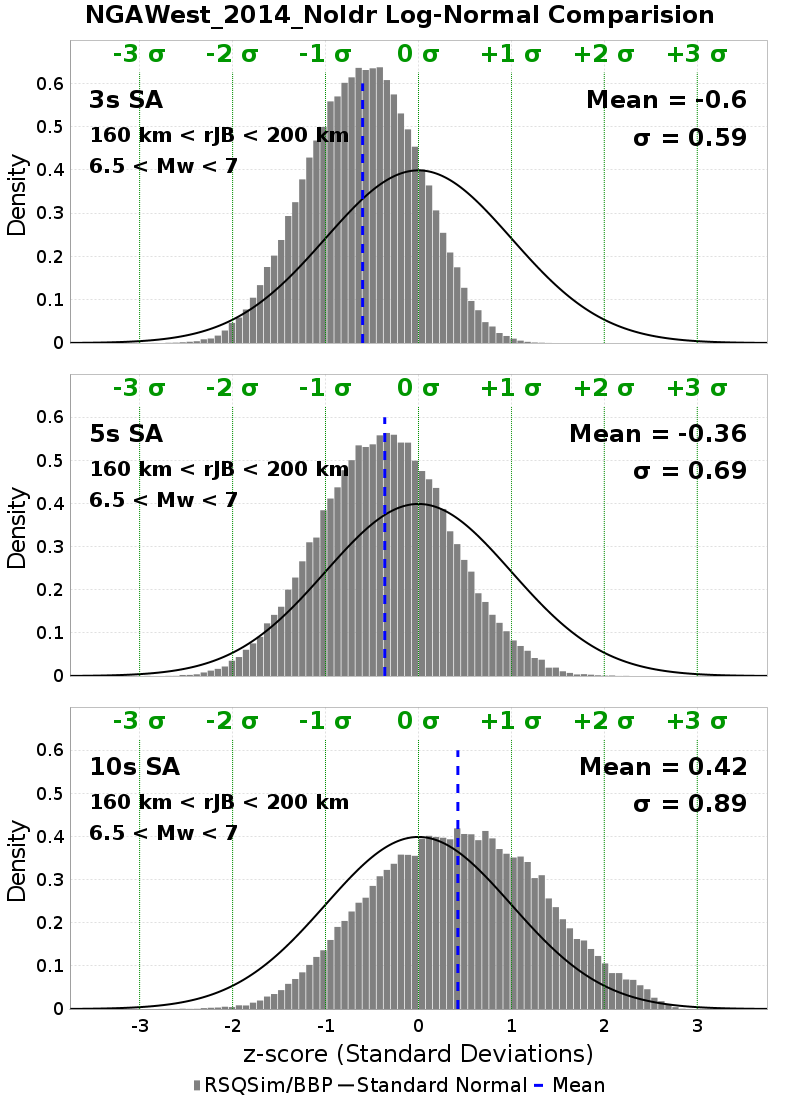 NGAWest_2014_NoIdr Log-Normal Comparision
-3 σ -2 σ -1 σ 0 σ +1 σ +2 σ +3 σ
3s SA
Mean = -0.6
160 km < rJB < 200 km
σ = 0.59
6.5 < Mw < 7
Density
0.6
0.5
0.4
0.3
0.2
0.1
0
-3 σ -2 σ -1 σ 0 σ +1 σ +2 σ +3 σ
5s SA
Mean = -0.36
160 km < rJB < 200 km
σ = 0.69
6.5 < Mw < 7
Density
0.6
0.5
0.4
0.3
0.2
0.1
0
-3 σ -2 σ -1 σ 0 σ +1 σ +2 σ +3 σ
10s SA
Mean = 0.42
160 km < rJB < 200 km
σ = 0.89
6.5 < Mw < 7
Density
0.6
0.5
0.4
0.3
0.2
0.1
0
-3 -2 -1 0 1 2 3
z-score (Standard Deviations)
RSQSim/BBP Standard Normal Mean